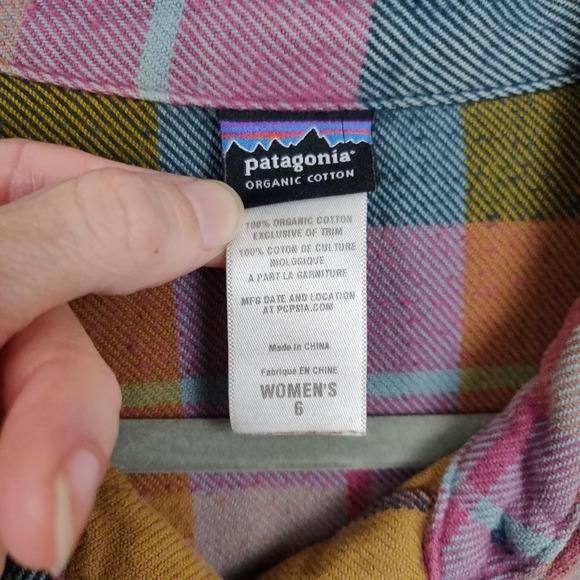 patagonia
ORGANIC COTTON
100% ORGANIC COTTON
EXCLUSIVE OF TRIM
100% COTON DE CULTURE
BIOLOGIQUE
A PART LA GARNITURE
MFG DATE AND LOCATION
AT PCPSIA.COM
Made in CHINA
Fabriqué EN CHINE
WOMEN'S
6